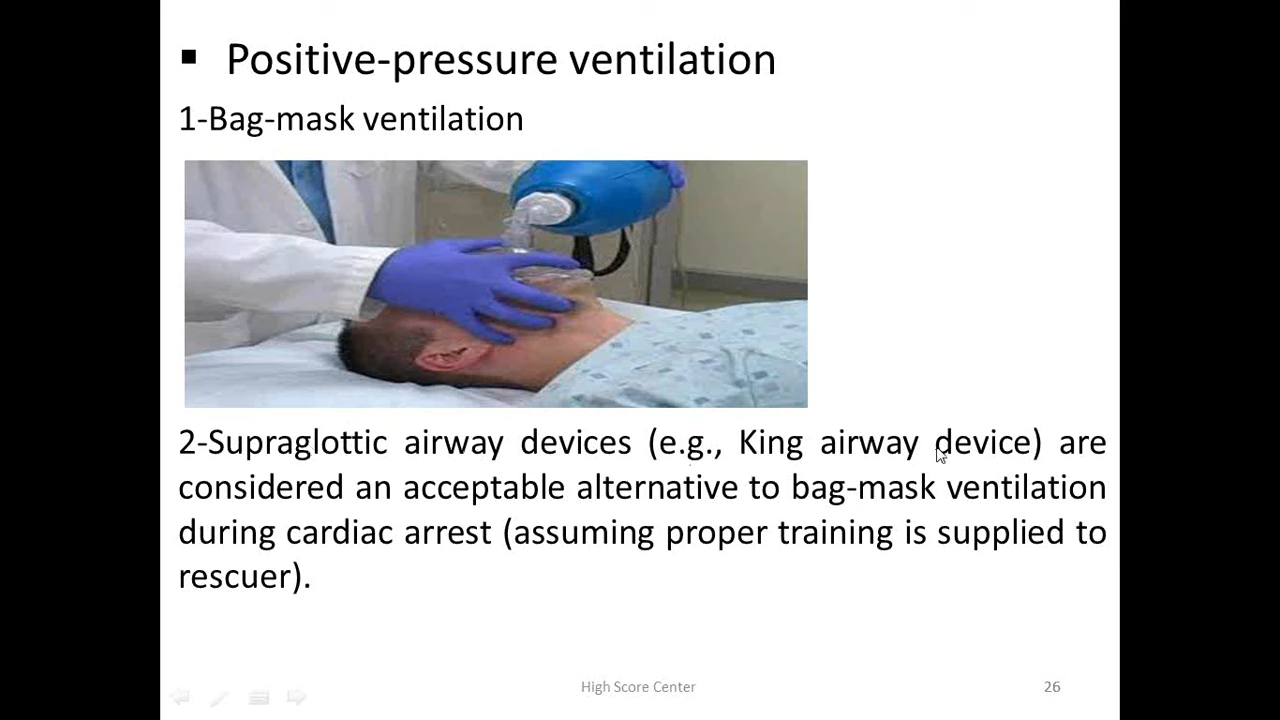 ▪ Positive-pressure ventilation
1-Bag-mask ventilation
2-Supraglottic airway devices (e.g., King airway device) are
considered an acceptable alternative to bag-mask ventilation
during cardiac arrest (assuming proper training is supplied to
rescuer).
High Score Center
26